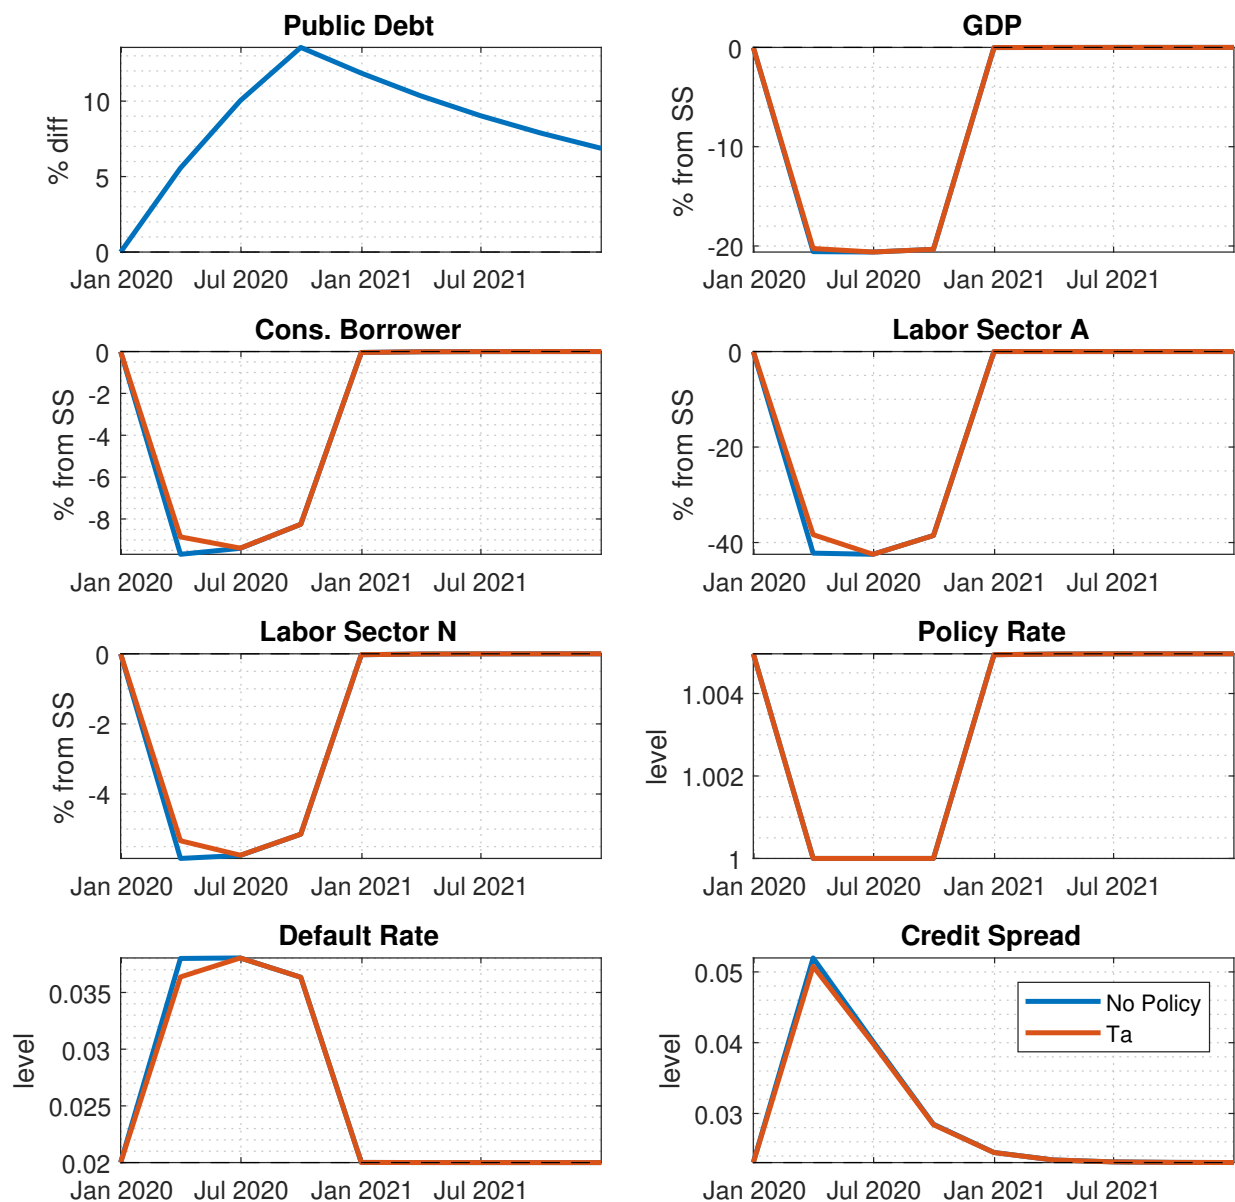 Public Debt
% diff
10
5
0
Jan 2020 Jul 2020 Jan 2021 Jul 2021
GDP
% from SS
0
-10
-20
Jan 2020 Jul 2020 Jan 2021 Jul 2021
Cons. Borrower
% from SS
0
-2
-4
-6
-8
Jan 2020 Jul 2020 Jan 2021 Jul 2021
Labor Sector A
% from SS
0
-20
-40
Jan 2020 Jul 2020 Jan 2021 Jul 2021
Labor Sector N
% from SS
0
-2
-4
Jan 2020 Jul 2020 Jan 2021 Jul 2021
Policy Rate
level
1.004
1.002
1
Jan 2020 Jul 2020 Jan 2021 Jul 2021
Default Rate
level
0.035
0.03
0.025
0.02
Jan 2020 Jul 2020 Jan 2021 Jul 2021
Credit Spread
level
0.05
0.04
0.03
No Policy
Ta
Jan 2020 Jul 2020 Jan 2021 Jul 2021